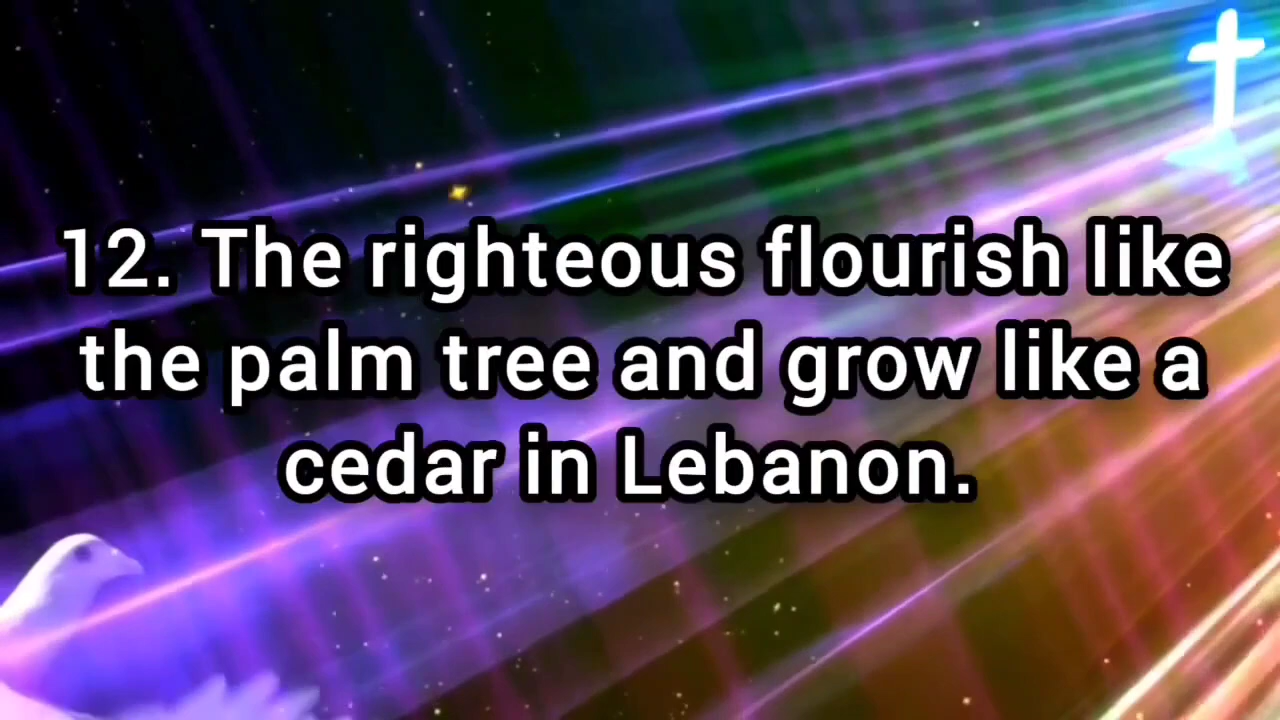 12. The righteous flourish like
the palm tree and grow like a
cedar in Lebanon.